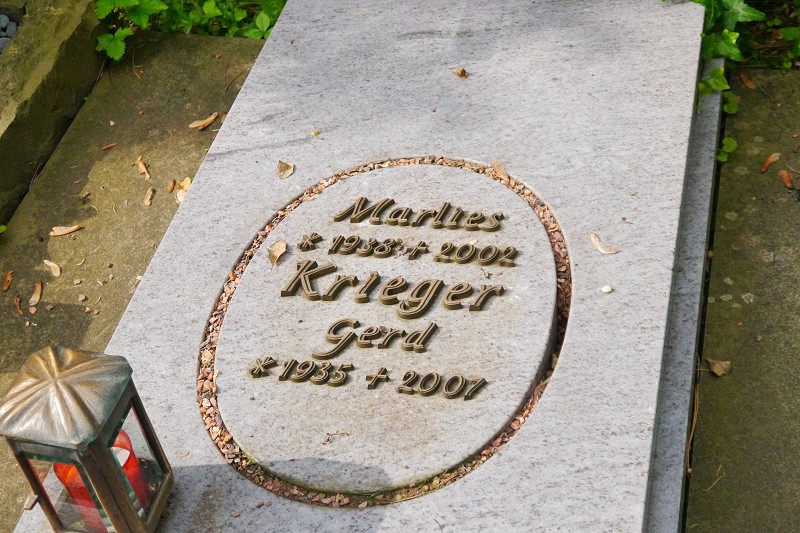 Marlies
* 1938 + 2002
Krieger
Gerd
* 1935 + 2007